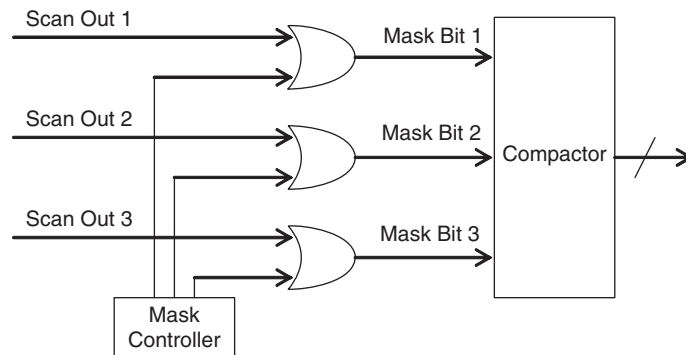 Scan Out 1
Mask Bit 1
Scan Out 2
Mask Bit 2
Compactor
Scan Out 3
Mask Bit 3
Mask
Controller